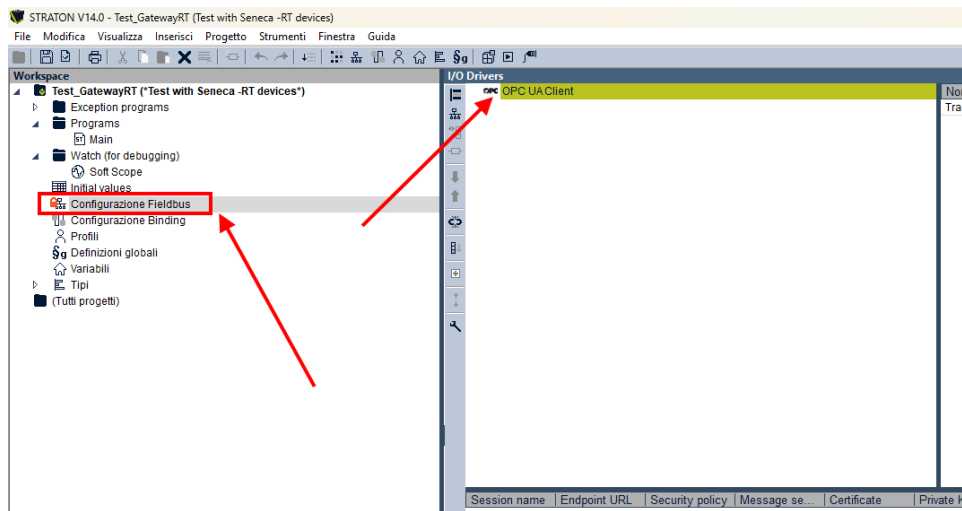 STRATON V14.0 - Test_GatewayRT (Test with Seneca -RT devices)
File Modifica Visualizza Inserisci Progetto Strumenti Finestra Guida
Workspace
Test_GatewayRT (*Test with Seneca -RT devices*)
Exception programs
Programs
ST Main
Watch (for debugging)
Soft Scope
Initial values
Configurazione Fieldbus
Configurazione Binding
Profili
§g Definizioni globali
Variabili
Tipi
(Tutti progetti)
I/O Drivers
OPC OPC UA Client
Session name Endpoint URL Security policy Message se... Certificate